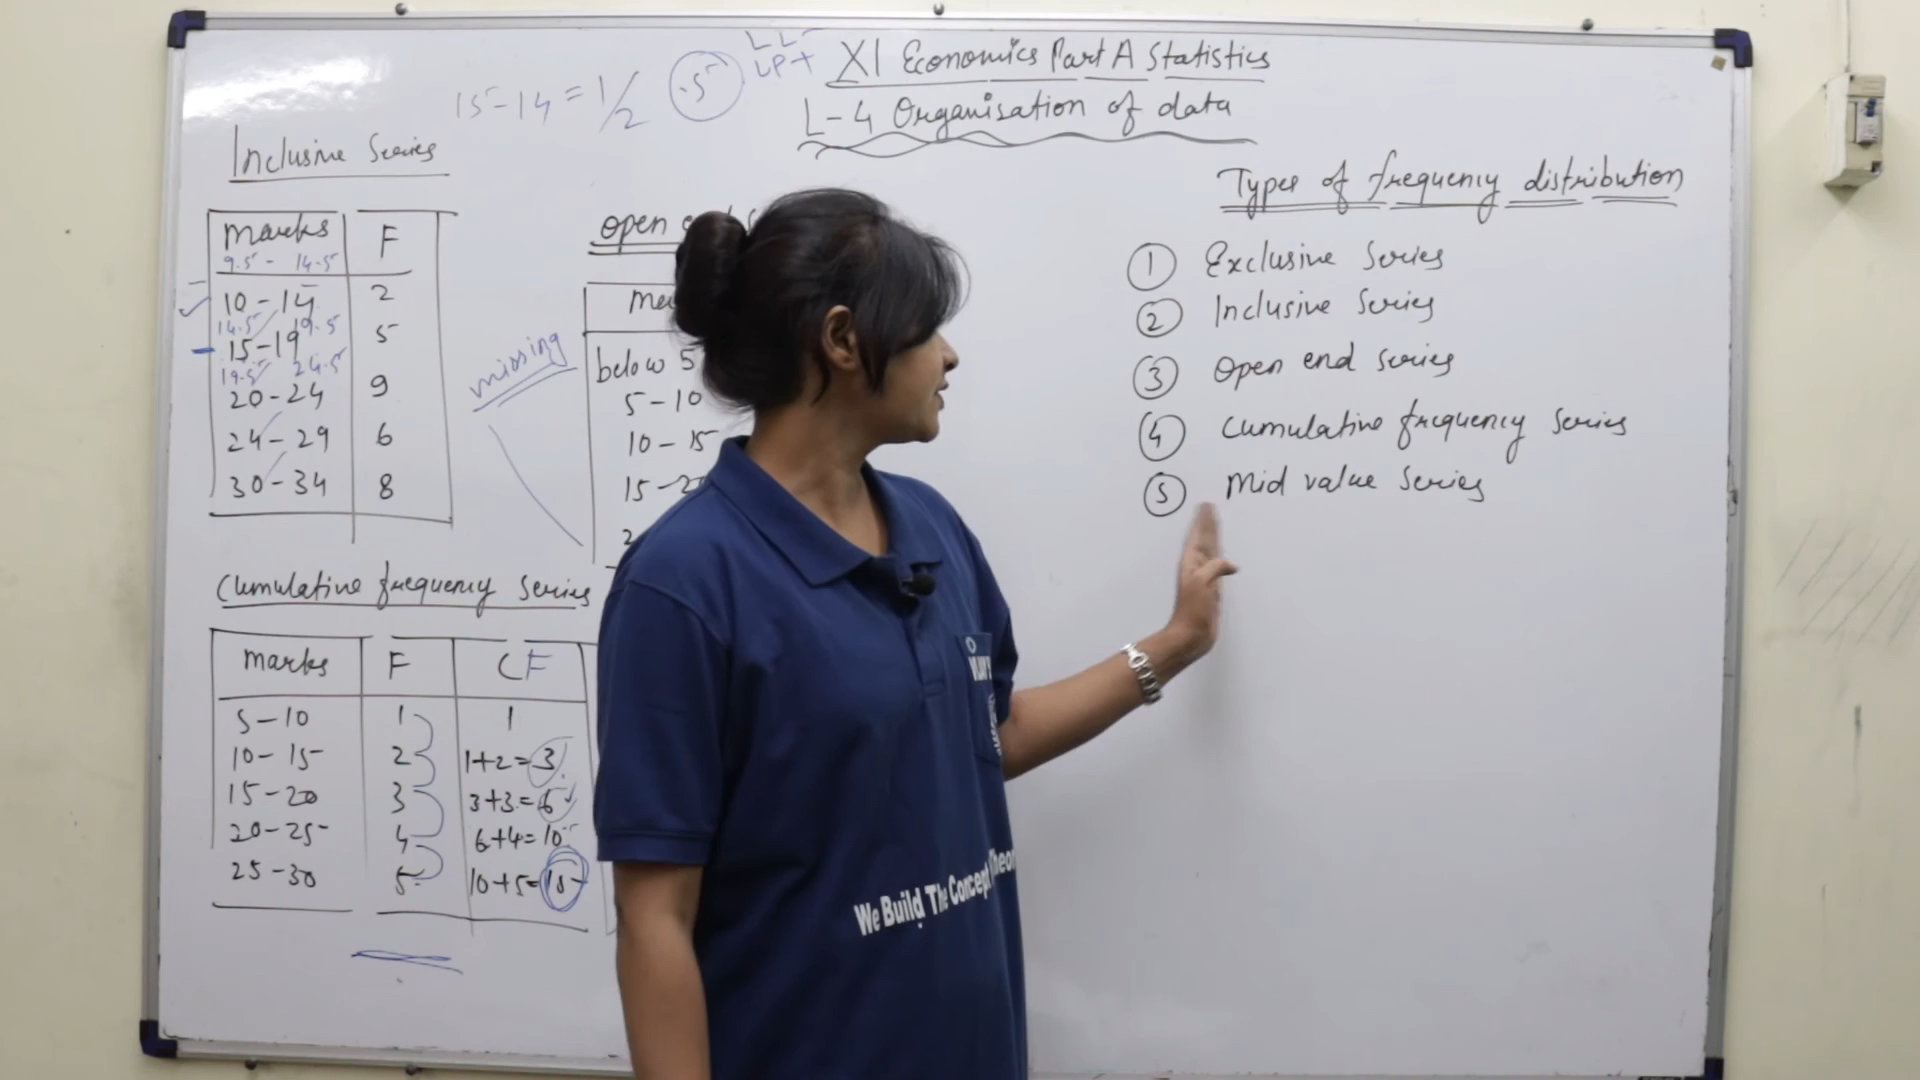 XI Economics Part A Statistics
L-4 Organisation of data
15-14 = 1/2 .5
LL -
UP +
Inclusive Series
Marks F
9.5 - 14.5
10-14 2
14.5 19.5
15-19 5
19.5 24.5
20-24 9
24-29 6
30-34 8
missing
open
below 5
5-10
10-15
15-20
Cumulative frequency Series
Marks F CF
5-10 1 1
10-15 2 1+2=3
15-20 3 3+3=6
20-25 4 6+4=10
25-30 5 10+5=15
Types of frequency distribution
1 Exclusive Series
2 Inclusive Series
3 Open end series
4 Cumulative frequency Series
5 Mid value Series
We Build The Concept